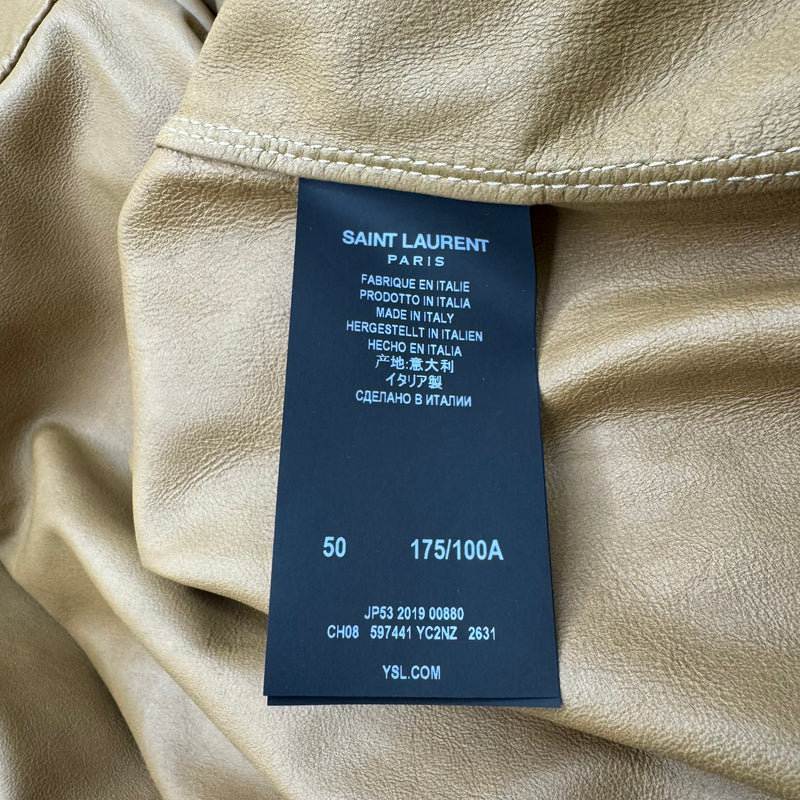 SAINT LAURENT
PARIS
FABRIQUE EN ITALIE
PRODOTTO IN ITALIA
MADE IN ITALY
HERGESTELLT IN ITALIEN
HECHO EN ITALIA
产地:意大利
イタリア製
СДЕЛАНО В ИТАЛИИ
50 175/100A
JP53 2019 00880
CH08 597441 YC2NZ 2631
YSL.COM